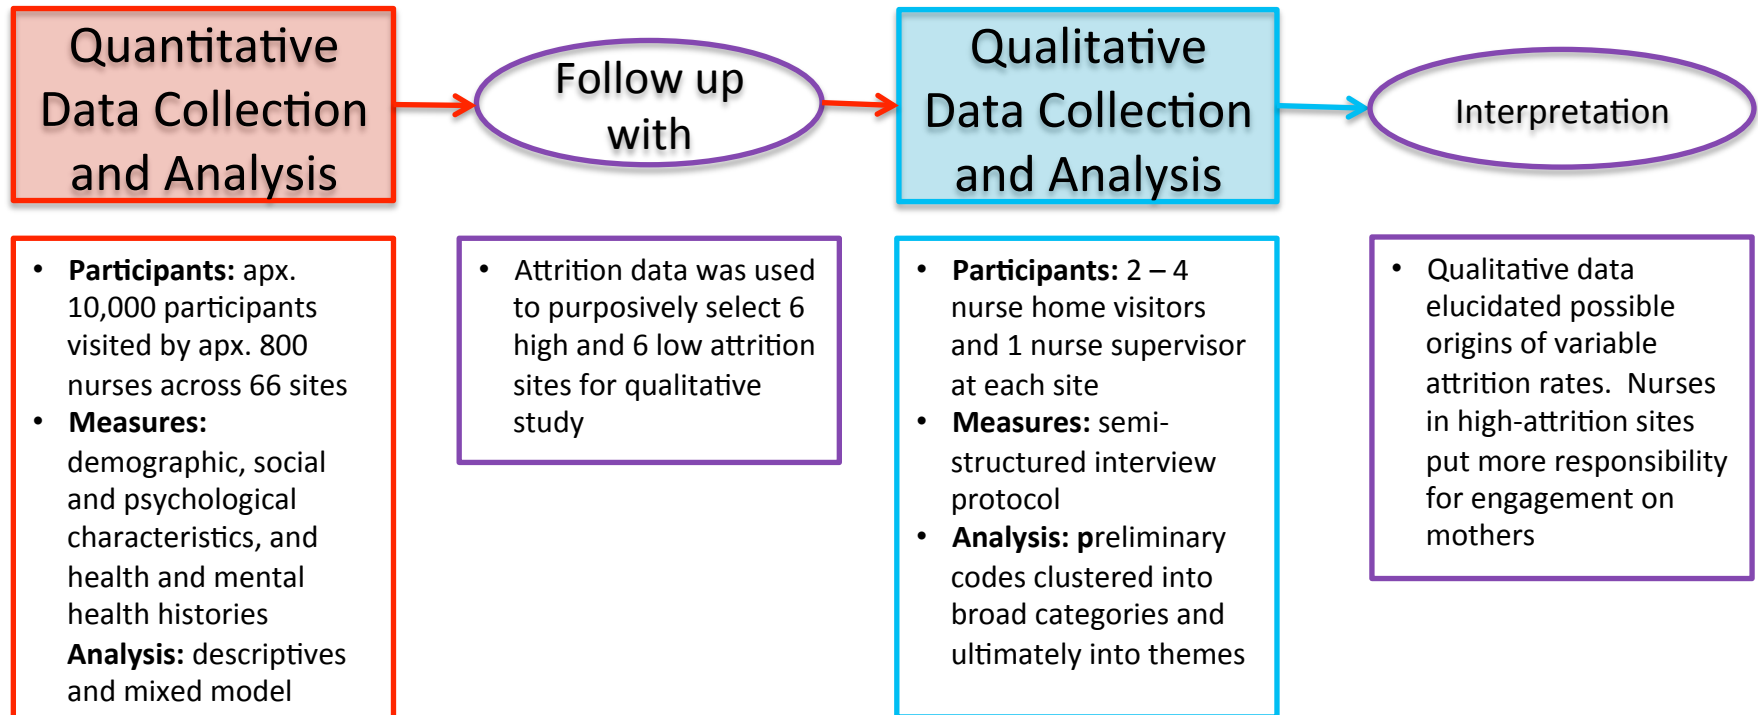 Quantitative
Data Collection
and Analysis
Follow up
with
Qualitative
Data Collection
and Analysis
Interpretation
• Participants: apx.
10,000 participants
visited by apx. 800
nurses across 66 sites
• Measures:
demographic, social
and psychological
characteristics, and
health and mental
health histories
Analysis: descriptives
and mixed model
• Attrition data was used
to purposively select 6
high and 6 low attrition
sites for qualitative
study
• Participants: 2 – 4
nurse home visitors
and 1 nurse supervisor
at each site
• Measures: semi-
structured interview
protocol
• Analysis: preliminary
codes clustered into
broad categories and
ultimately into themes
• Qualitative data
elucidated possible
origins of variable
attrition rates.  Nurses
in high-attrition sites
put more responsibility
for engagement on
mothers